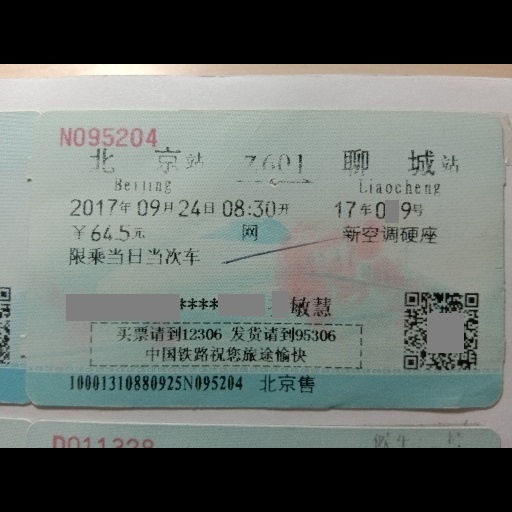 N095204
北 京站 Z601 聊 城站
Beijing Liaocheng
2017年09月24日08:30开 17车0 9号
￥64.5元 网 新空调硬座
限乘当日当次车
**** 敏慧
买票请到12306 发货请到95306
中国铁路祝您旅途愉快
10001310880925N095204 北京售